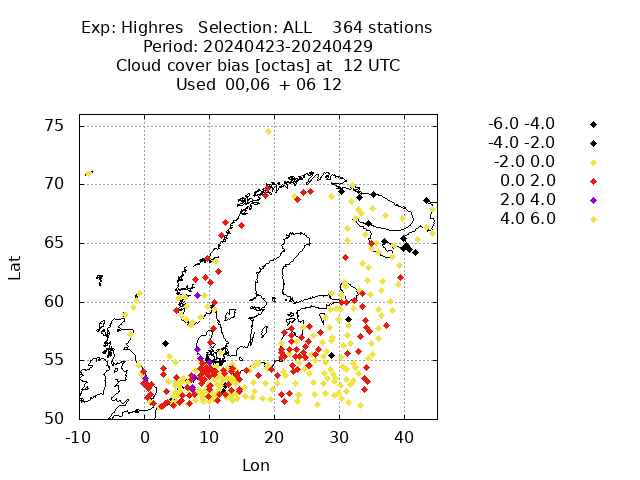 Exp: Highres   Selection: ALL    364 stations
Period: 20240423-20240429
Cloud cover bias [octas] at  12 UTC
Used  00,06  + 06 12
-6.0 -4.0
-4.0 -2.0
-2.0 0.0
0.0 2.0
2.0 4.0
4.0 6.0
Lat
75
70
65
60
55
50
-10 0 10 20 30 40
Lon